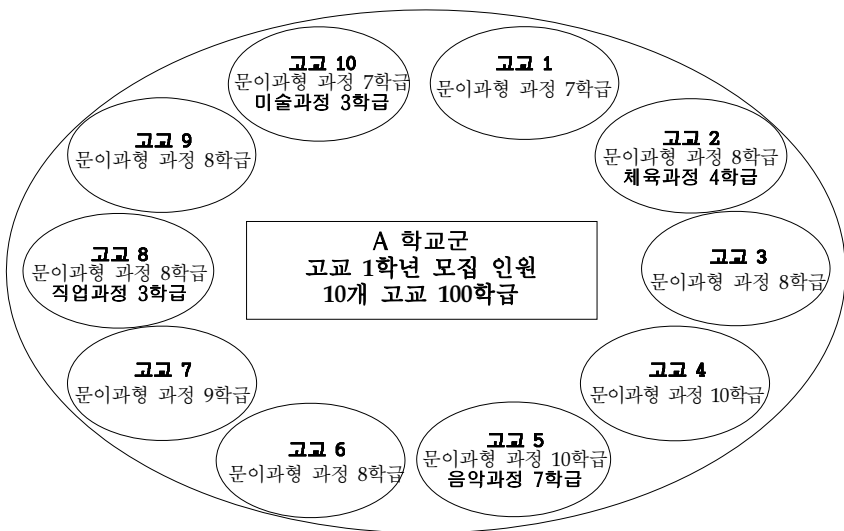 고교 10
문이과형 과정 7학급
미술과정 3학급
고교 1
문이과형 과정 7학급
고교 9
문이과형 과정 8학급
고교 2
문이과형 과정 8학급
체육과정 4학급
고교 8
문이과형 과정 8학급
직업과정 3학급
A 학교군
고교 1학년 모집 인원
10개 고교 100학급
고교 3
문이과형 과정 8학급
고교 7
문이과형 과정 9학급
고교 4
문이과형 과정 10학급
고교 6
문이과형 과정 8학급
고교 5
문이과형 과정 10학급
음악과정 7학급